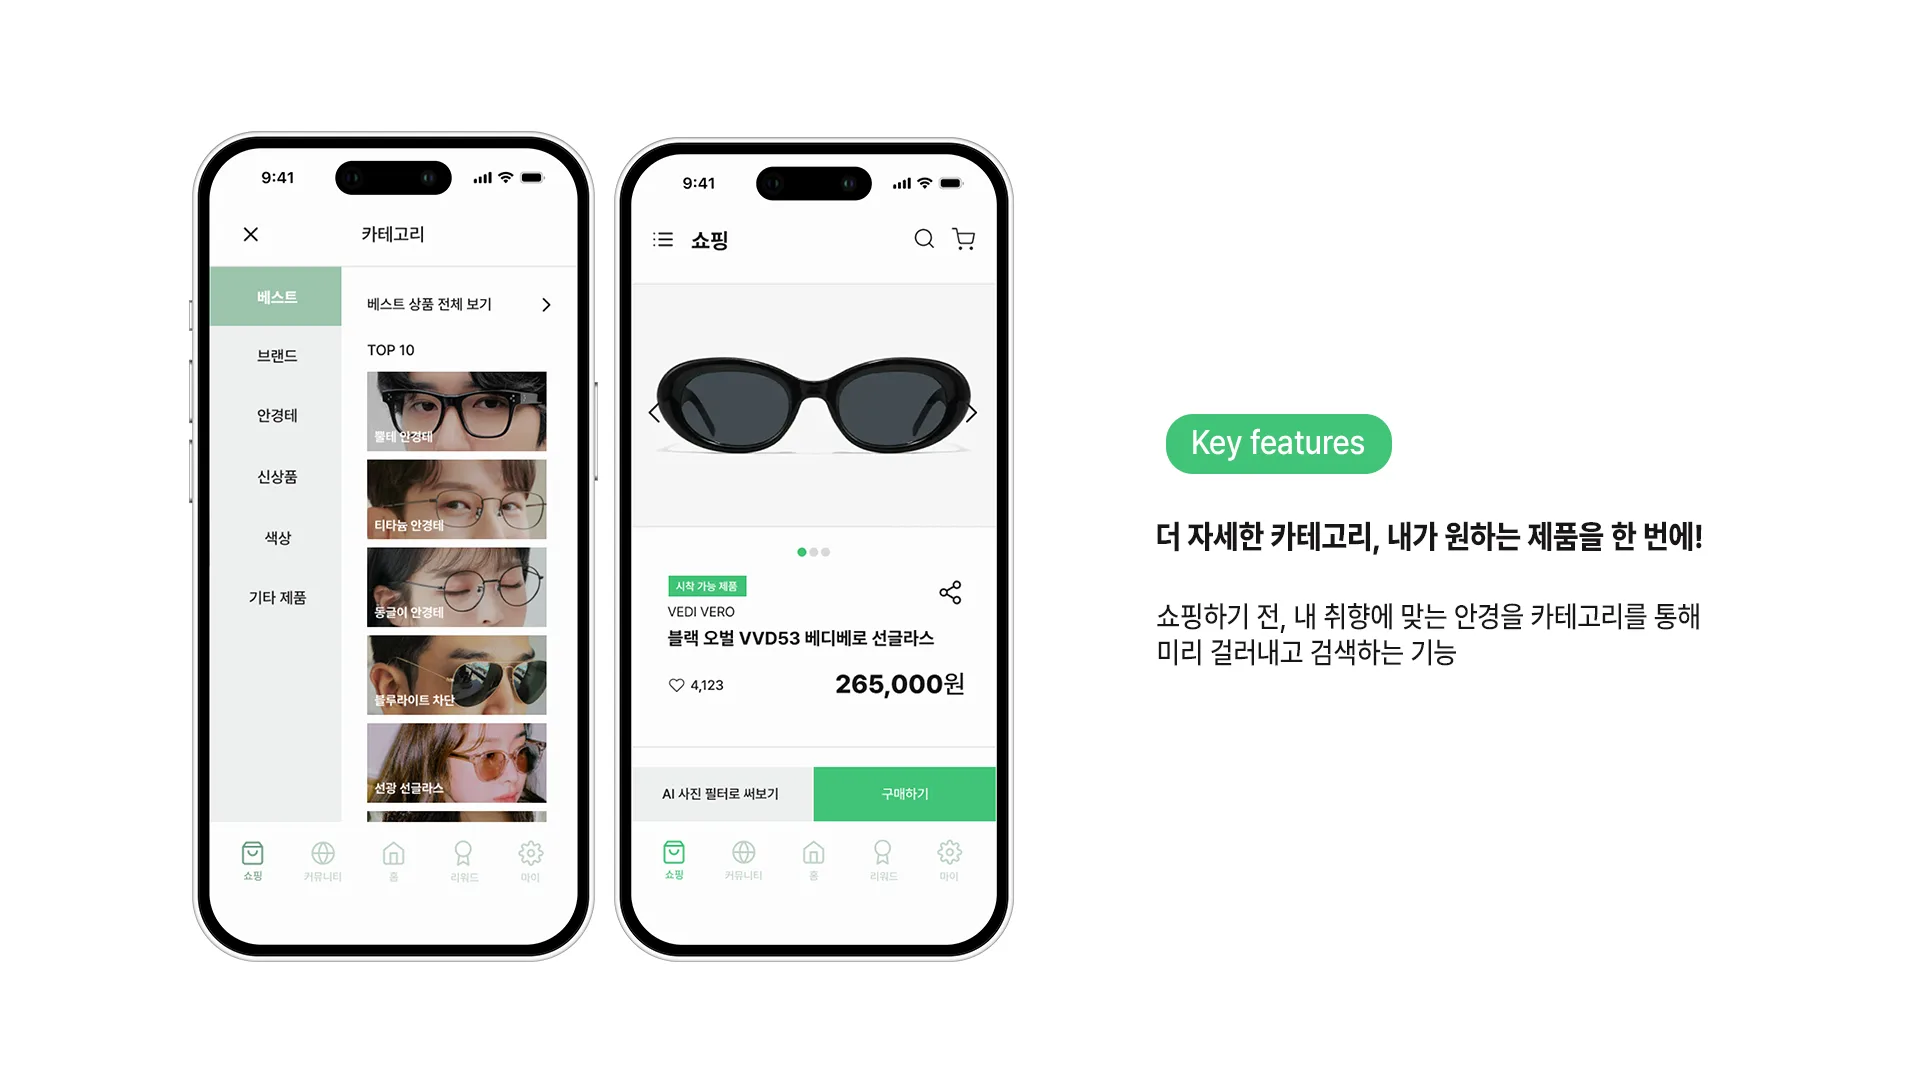 9:41
카테고리
베스트
브랜드
안경테
신상품
색상
기타 제품
베스트 상품 전체 보기
TOP 10
뿔테 안경테
티타늄 안경테
동글이 안경테
블루라이트 차단
선광 선글라스
쇼핑
커뮤니티
홈
리워드
마이
9:41
쇼핑
시착 가능 제품
VEDI VERO
블랙 오벌 VVD53 베디베로 선글라스
4,123
265,000원
AI 사진 필터로 써보기
구매하기
쇼핑
커뮤니티
홈
리워드
마이
Key features
더 자세한 카테고리, 내가 원하는 제품을 한 번에!
쇼핑하기 전, 내 취향에 맞는 안경을 카테고리를 통해
미리 걸러내고 검색하는 기능